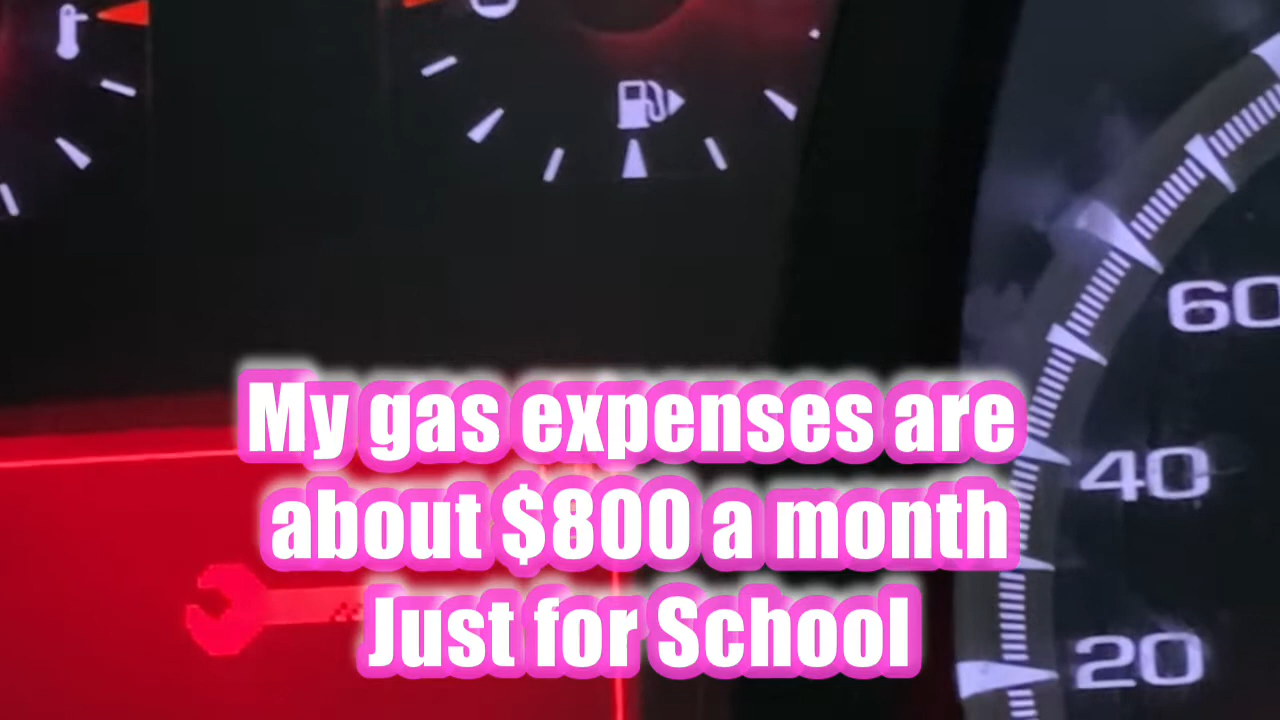 60
My gas expenses are
about $800 a month
40
Just for School
20